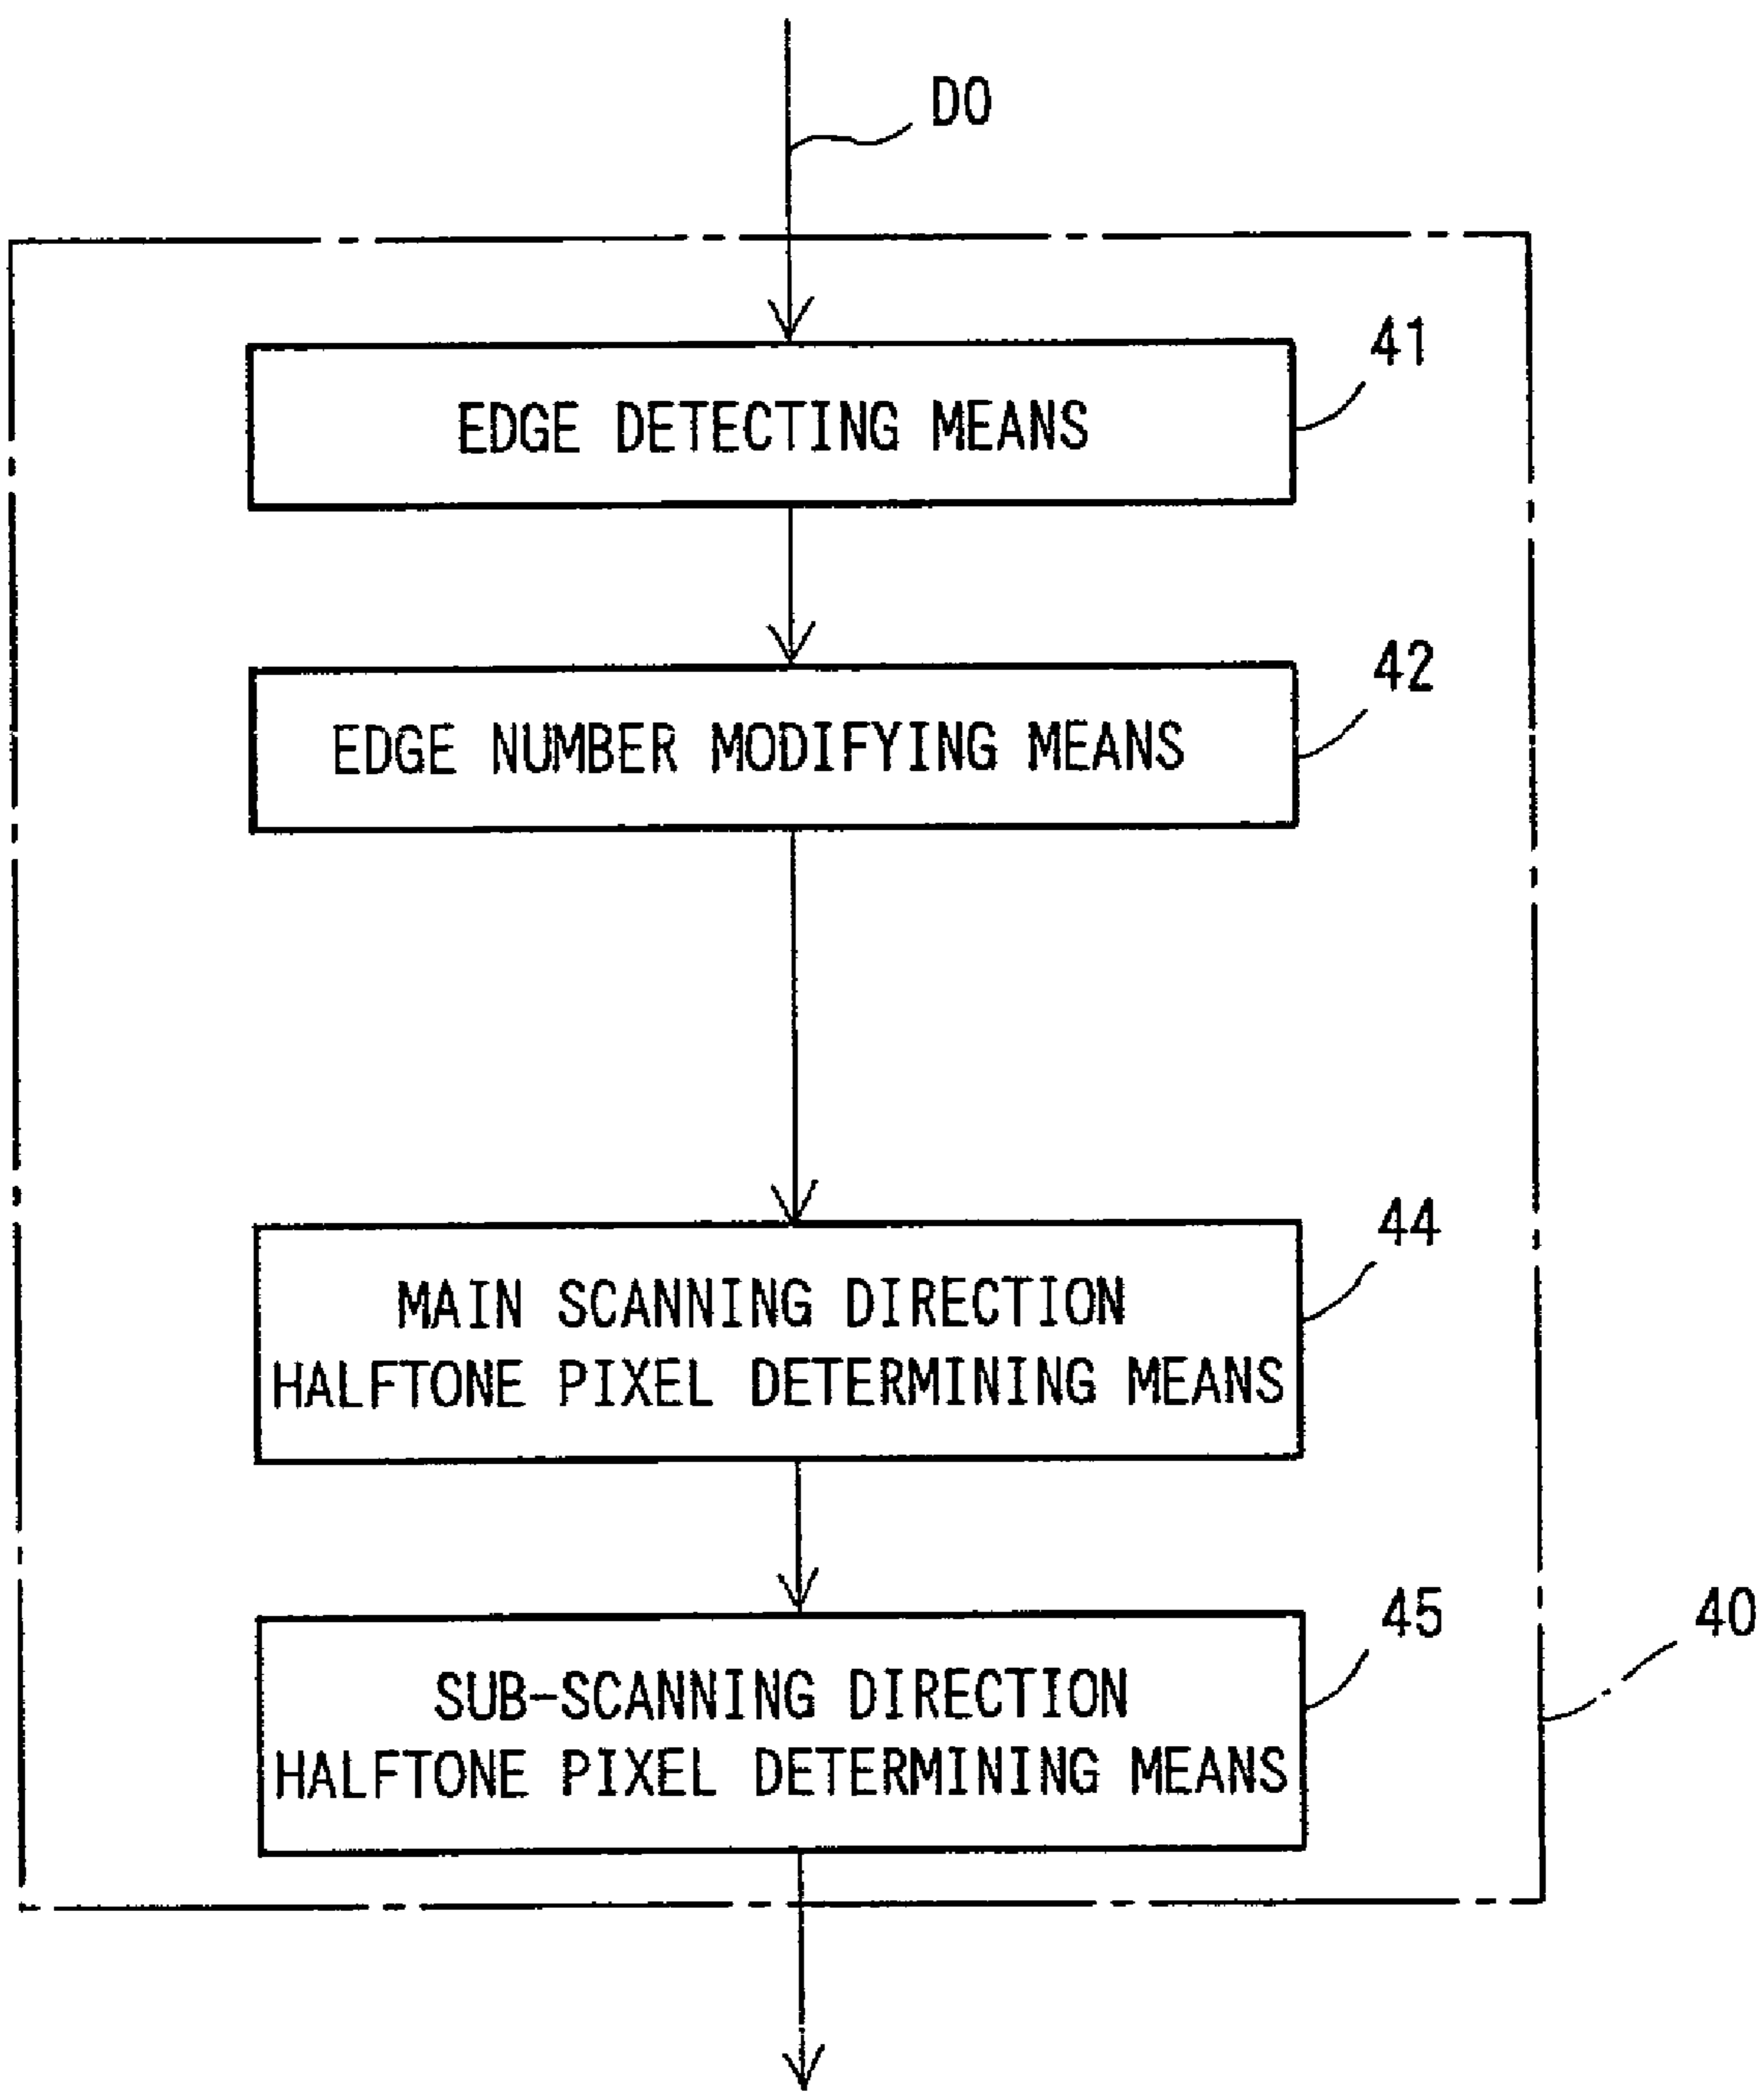 DO
41
EDGE DETECTING MEANS
42
EDGE NUMBER MODIFYING MEANS
44
MAIN SCANNING DIRECTION
HALFTONE PIXEL DETERMINING MEANS
45
40
SUB-SCANNING DIRECTION
HALFTONE PIXEL DETERMINING MEANS